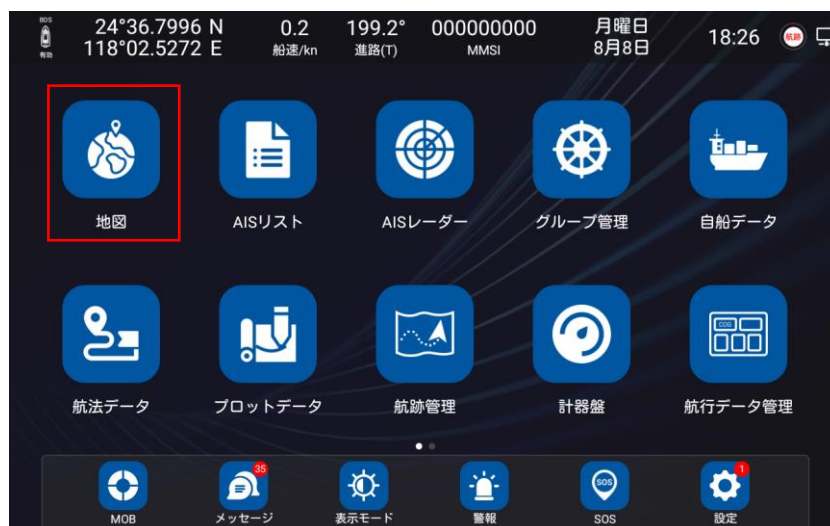 BDS
有効
24°36.7996 N
118°02.5272 E
0.2
船速/kn
199.2°
進路(T)
000000000
MMSI
月曜日
8月8日
18:26
航跡
地図
AISリスト
AISレーダー
グループ管理
自船データ
COG
航法データ
プロットデータ
航跡管理
計器盤
航行データ管理
35
SOS
1
MOB
メッセージ
表示モード
警報
SOS
設定